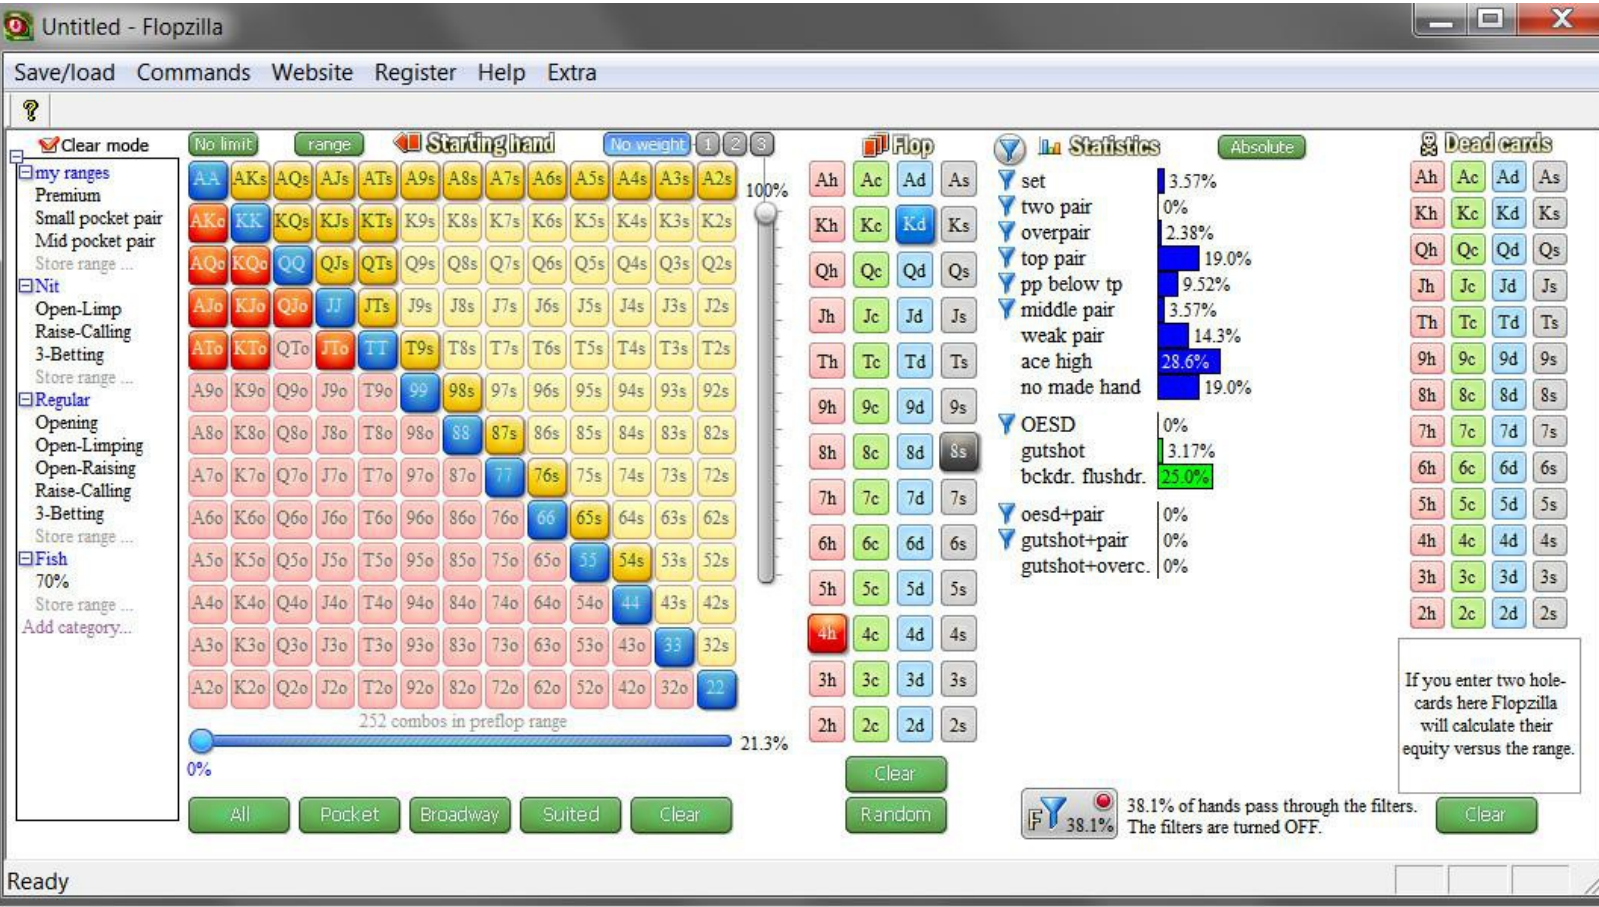 Untitled - Flopzilla
Save/load Commands Website Register Help Extra
Clear mode
my ranges
Premium
Small pocket pair
Mid pocket pair
Store range ...
Nit
Open-Limp
Raise-Calling
3-Betting
Store range ...
Regular
Opening
Open-Limping
Open-Raising
Raise-Calling
3-Betting
Store range ...
Fish
70%
Store range ...
Add category...
No limit range Starting hand No weight 1 2 3
AA AKs AQs AJs ATs A9s A8s A7s A6s A5s A4s A3s A2s
AKo KK KQs KJs KTs K9s K8s K7s K6s K5s K4s K3s K2s
AQo KQo QQ QJs QTs Q9s Q8s Q7s Q6s Q5s Q4s Q3s Q2s
AJo KJo QJo JJ JTs J9s J8s J7s J6s J5s J4s J3s J2s
ATo KTo QTo JTo TT T9s T8s T7s T6s T5s T4s T3s T2s
A9o K9o Q9o J9o T9o 99 98s 97s 96s 95s 94s 93s 92s
A8o K8o Q8o J8o T8o 98o 88 87s 86s 85s 84s 83s 82s
A7o K7o Q7o J7o T7o 97o 87o 77 76s 75s 74s 73s 72s
A6o K6o Q6o J6o T6o 96o 86o 76o 66 65s 64s 63s 62s
A5o K5o Q5o J5o T5o 95o 85o 75o 65o 55 54s 53s 52s
A4o K4o Q4o J4o T4o 94o 84o 74o 64o 54o 44 43s 42s
A3o K3o Q3o J3o T3o 93o 83o 73o 63o 53o 43o 33 32s
A2o K2o Q2o J2o T2o 92o 82o 72o 62o 52o 42o 32o 22
100%
252 combos in preflop range
21.3%
0%
All Pocket Broadway Suited Clear
Flop
Ah Ac Ad As
Kh Kc Kd Ks
Qh Qc Qd Qs
Jh Jc Jd Js
Th Tc Td Ts
9h 9c 9d 9s
8h 8c 8d 8s
7h 7c 7d 7s
6h 6c 6d 6s
5h 5c 5d 5s
4h 4c 4d 4s
3h 3c 3d 3s
2h 2c 2d 2s
Clear
Random
Statistics Absolute
set 3.57%
two pair 0%
overpair 2.38%
top pair 19.0%
pp below tp 9.52%
middle pair 3.57%
weak pair 14.3%
ace high 28.6%
no made hand 19.0%
OESD 0%
gutshot 3.17%
bckdr. flushdr. 25.0%
oesd+pair 0%
gutshot+pair 0%
gutshot+overc. 0%
F 38.1%
38.1% of hands pass through the filters.
The filters are turned OFF.
Dead cards
Ah Ac Ad As
Kh Kc Kd Ks
Qh Qc Qd Qs
Jh Jc Jd Js
Th Tc Td Ts
9h 9c 9d 9s
8h 8c 8d 8s
7h 7c 7d 7s
6h 6c 6d 6s
5h 5c 5d 5s
4h 4c 4d 4s
3h 3c 3d 3s
2h 2c 2d 2s
If you enter two hole-
cards here Flopzilla
will calculate their
equity versus the range.
Clear
Ready